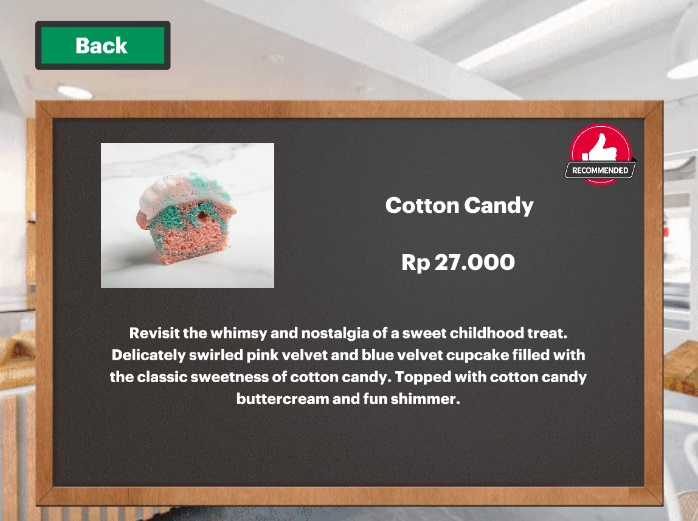 Back
RECOMMENDED
Cotton Candy
Rp 27.000
Revisit the whimsy and nostalgia of a sweet childhood treat.
Delicately swirled pink velvet and blue velvet cupcake filled with
the classic sweetness of cotton candy. Topped with cotton candy
buttercream and fun shimmer.